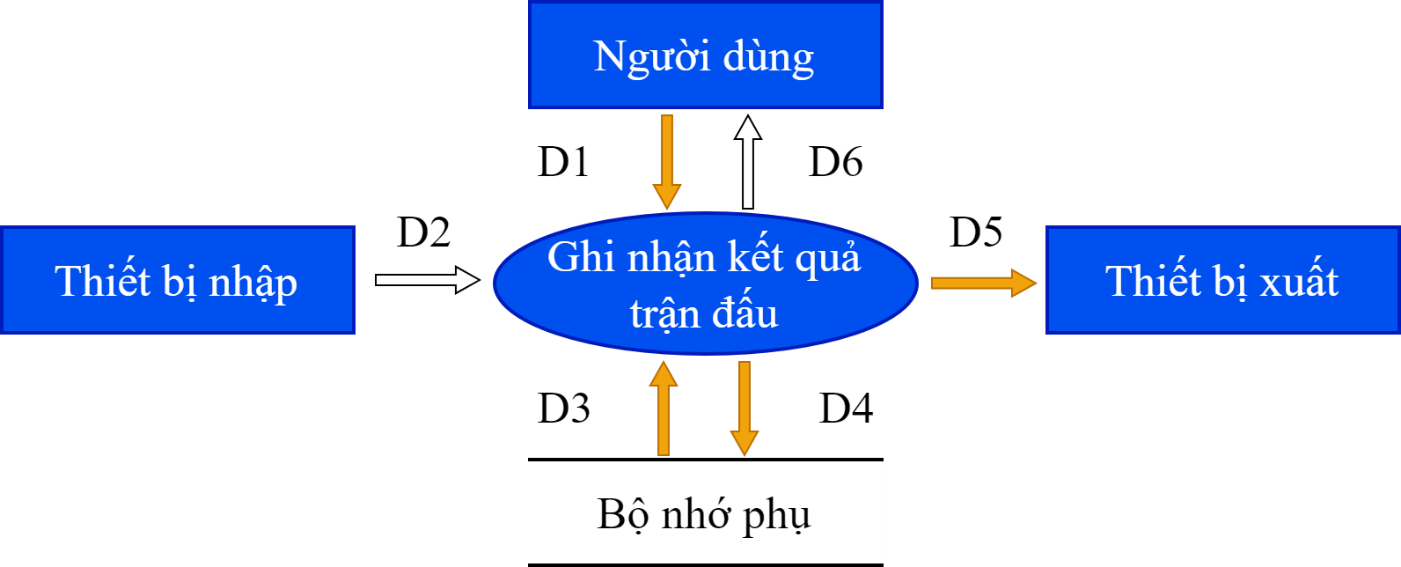 Người dùng
D1
D6
D2
D5
Thiết bị nhập
Ghi nhận kết quả
trận đấu
Thiết bị xuất
D3
D4
Bộ nhớ phụ